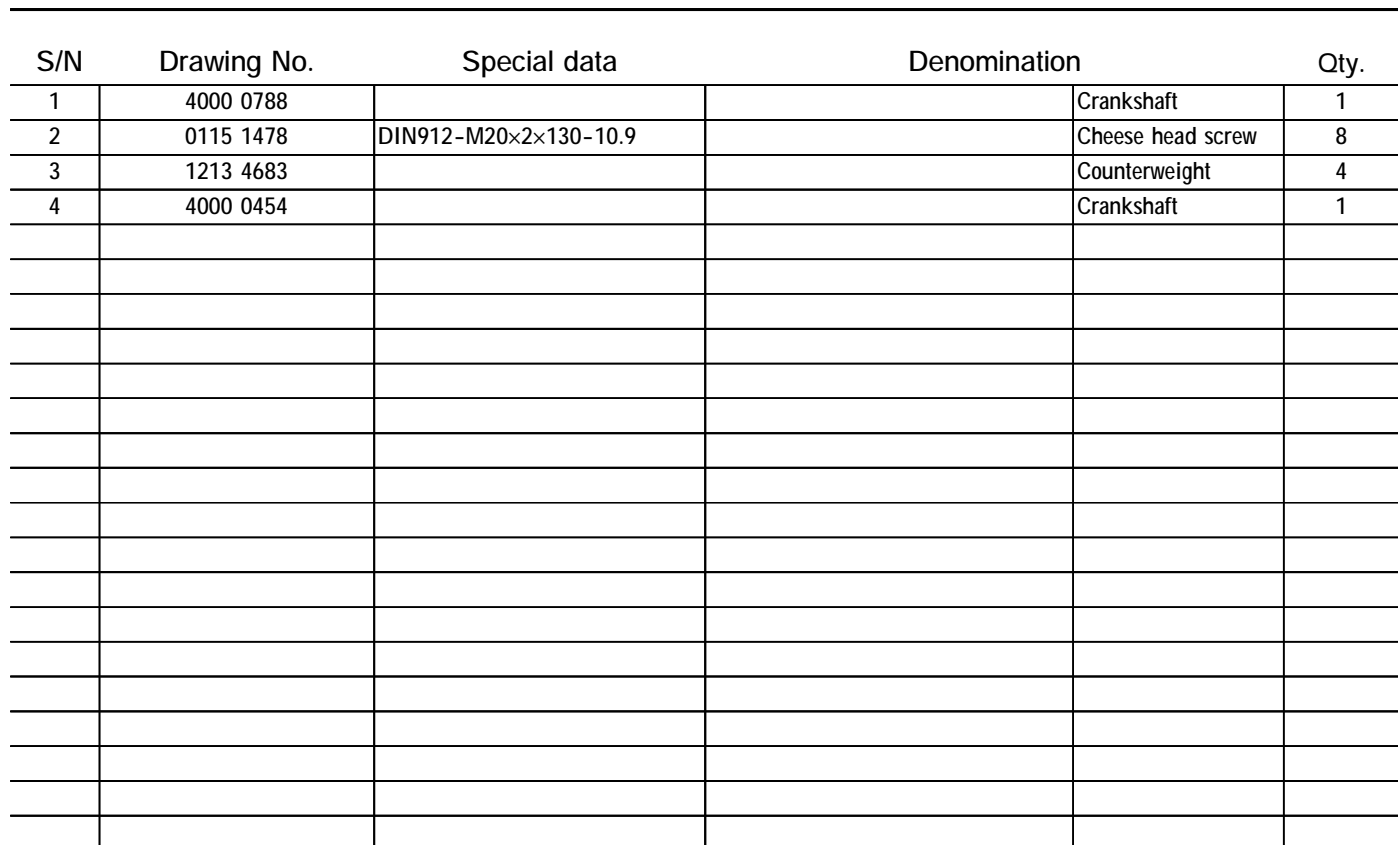 S/N Drawing No. Special data Denomination Qty.
1 4000 0788 Crankshaft 1
2 0115 1478 DIN912-M20×2×130-10.9 Cheese head screw 8
3 1213 4683 Counterweight 4
4 4000 0454 Crankshaft 1